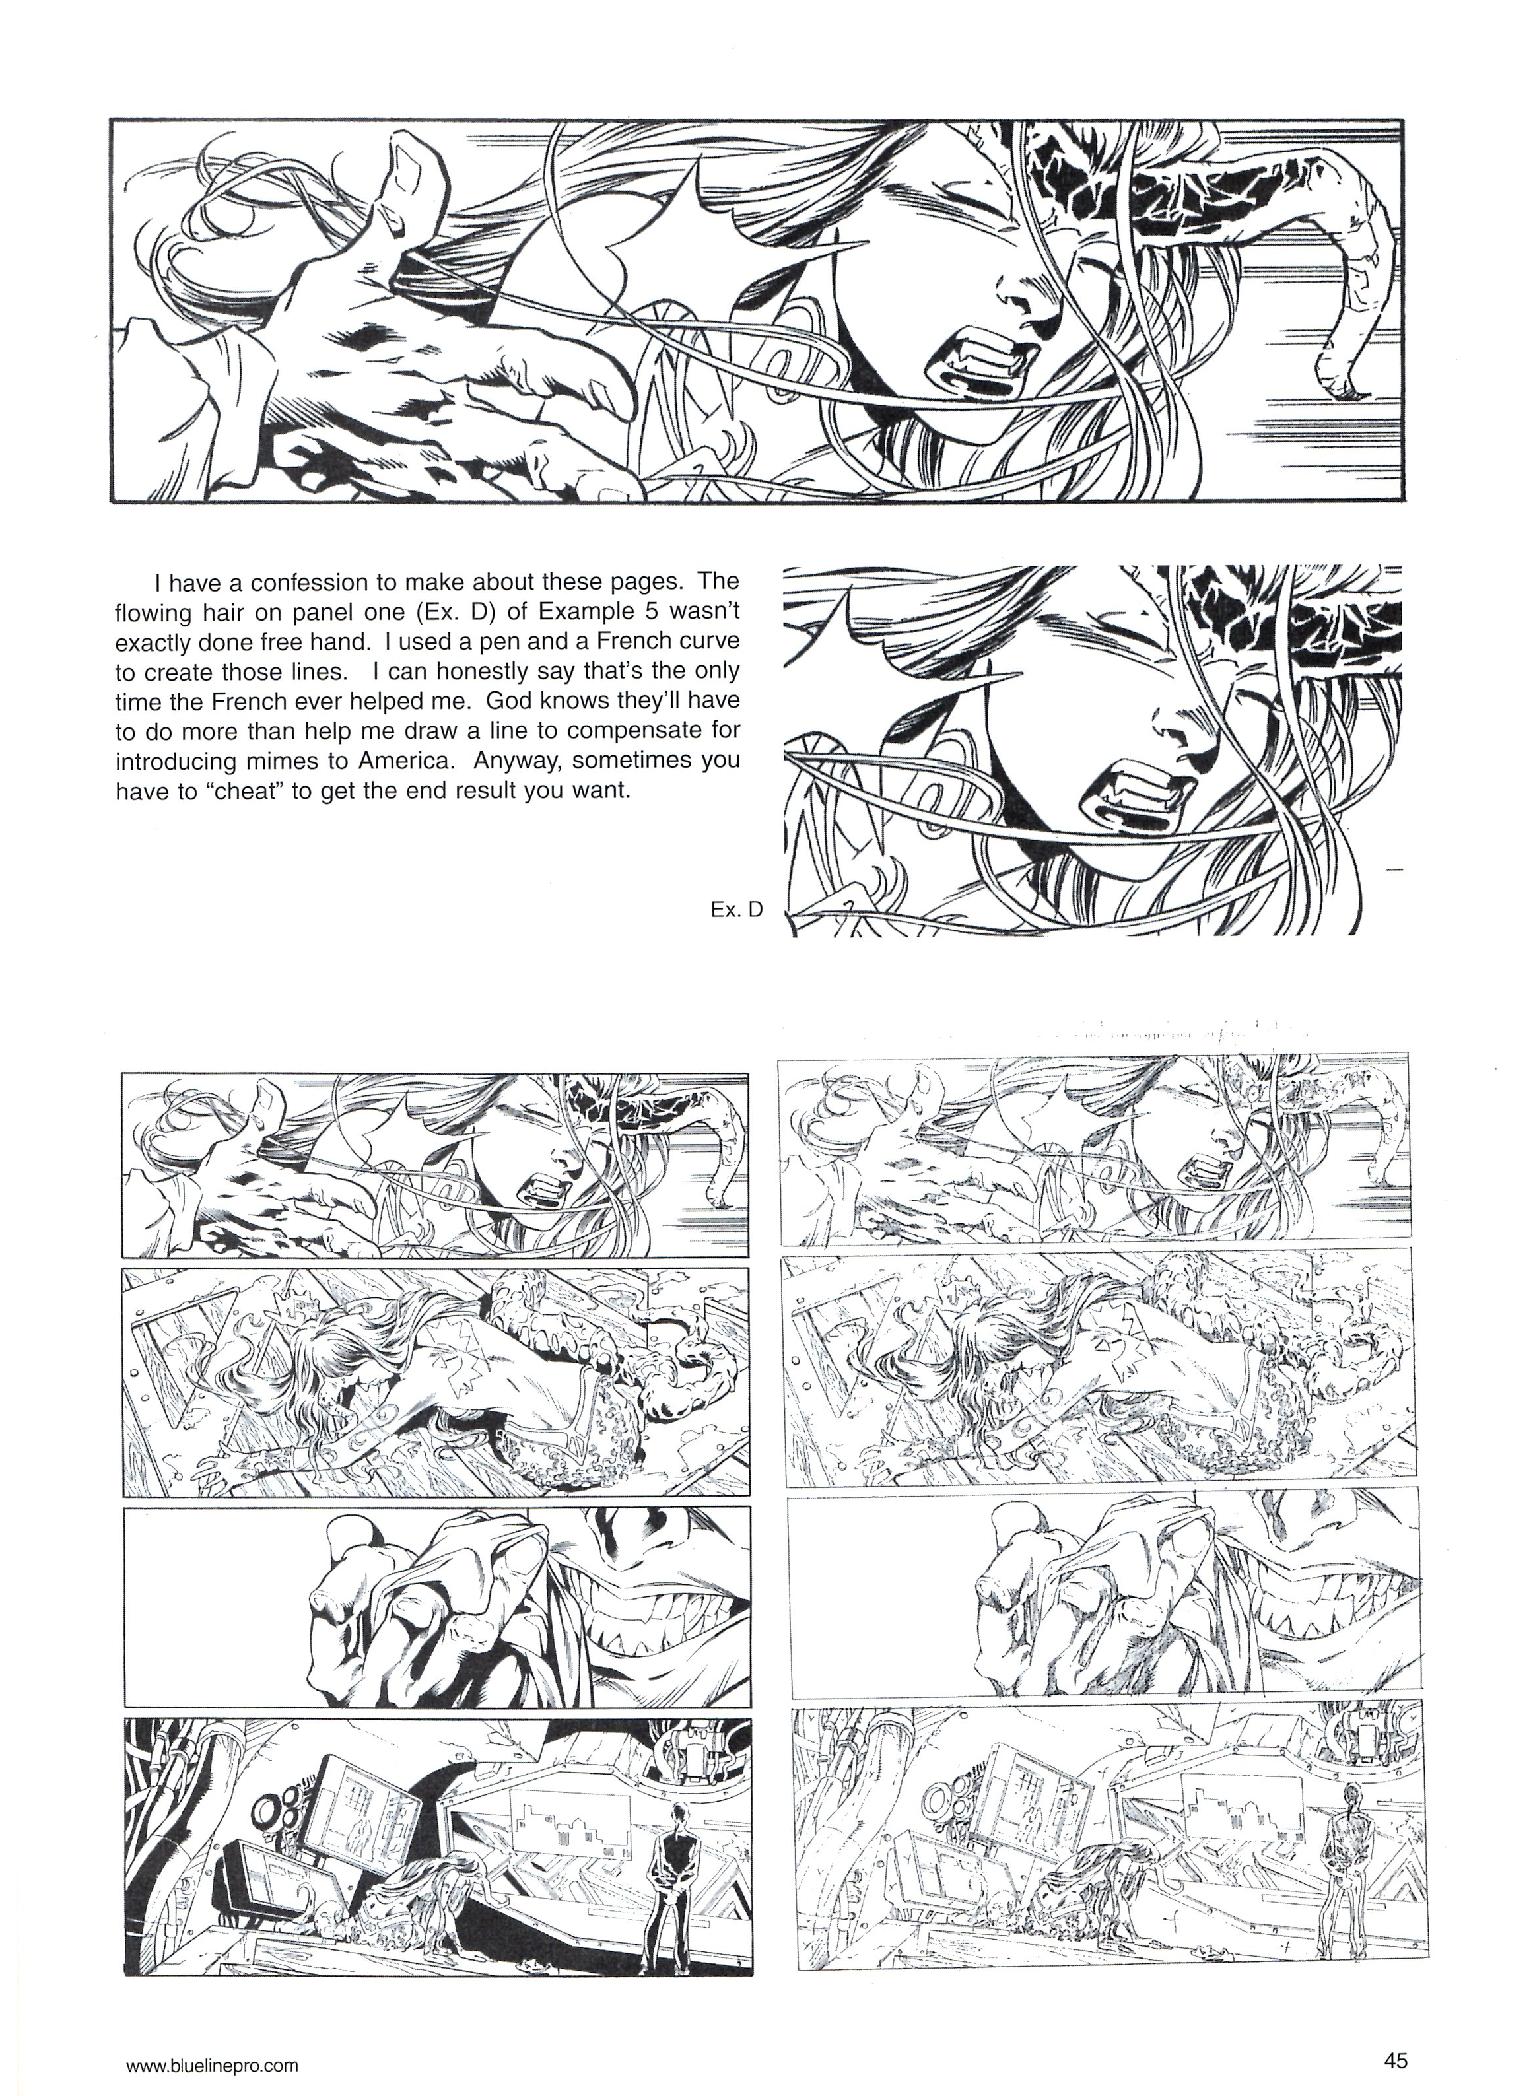 I have a confession to make about these pages. The
flowing hair on panel one (Ex. D) of Example 5 wasn't
exactly done free hand. I used a pen and a French curve
to create those lines. I can honestly say that's the only
time the French ever helped me. God knows they'll have
to do more than help me draw a line to compensate for
introducing mimes to America. Anyway, sometimes you
have to “cheat” to get the end result you want.
Ex. D
www.bluelinepro.com
45